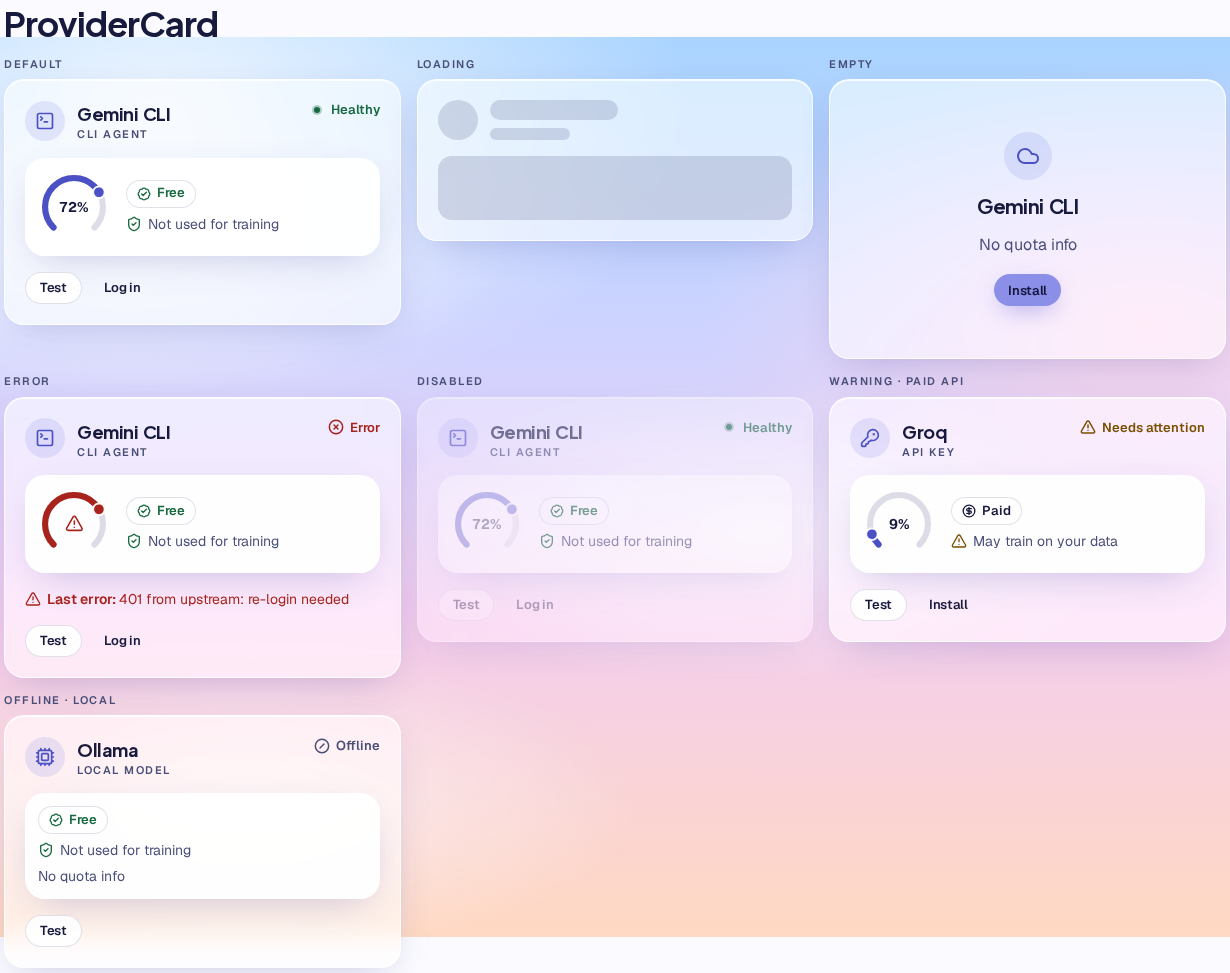 ProviderCard
DEFAULT
Gemini CLI
CLI AGENT
Healthy
72%
Free
Not used for training
Test
Log in
LOADING
EMPTY
Gemini CLI
No quota info
Install
ERROR
Gemini CLI
CLI AGENT
Error
Free
Not used for training
Last error: 401 from upstream: re-login needed
Test
Log in
DISABLED
Gemini CLI
CLI AGENT
Healthy
72%
Free
Not used for training
Test
Log in
WARNING · PAID API
Groq
API KEY
Needs attention
9%
Paid
May train on your data
Test
Install
OFFLINE · LOCAL
Ollama
LOCAL MODEL
Offline
Free
Not used for training
No quota info
Test